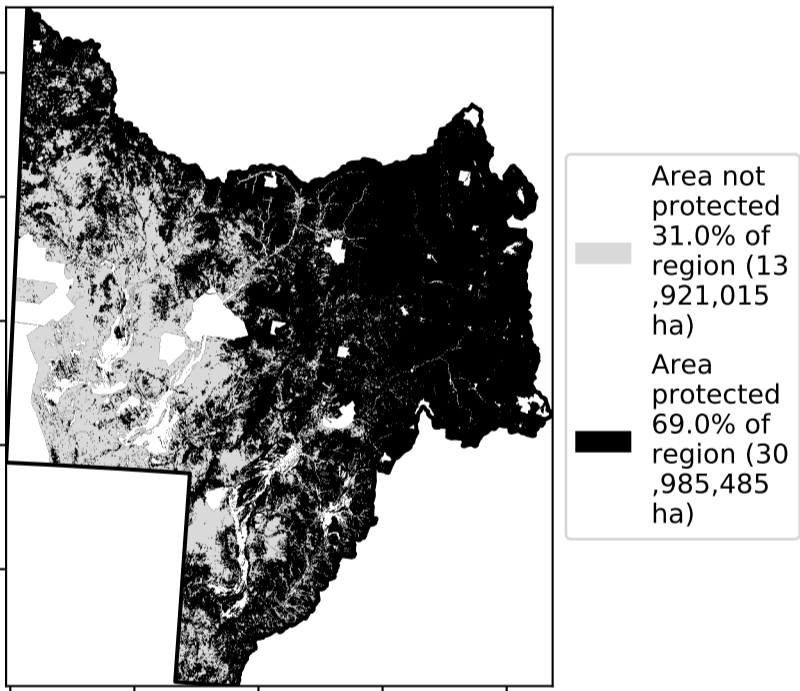 Area not
protected
31.0% of
region (13
,921,015
ha)
Area
protected
69.0% of
region (30
,985,485
ha)